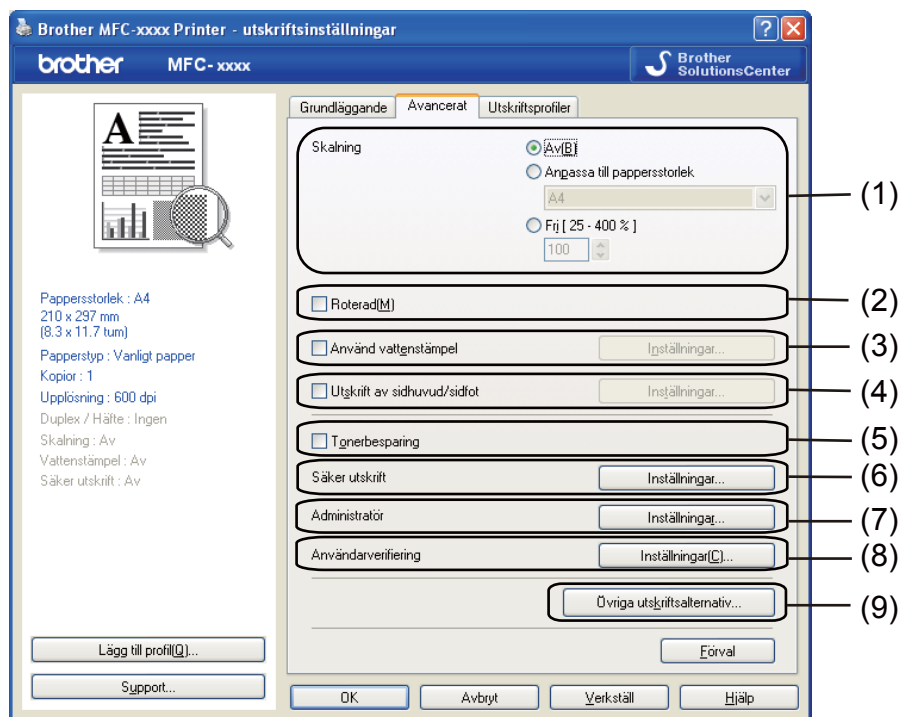 Brother MFC-xxxx Printer - utskriftsinställningar
brother MFC- xxxx
Brother
SolutionsCenter
A
Pappersstorlek : A4
210 x 297 mm
(8.3 x 11.7 tum)
Papperstyp : Vanligt papper
Kopior : 1
Upplösning : 600 dpi
Duplex / Häfte : Ingen
Skalning : Av
Vattenstämpel : Av
Säker utskrift : Av
Lägg till profil(Q)...
Support...
Grundläggande Avancerat Utskriftsprofiler
Skalning
Av(B)
Anpassa till pappersstorlek
A4
Fri [ 25 - 400 % ]
100
(1)
Roterad(M) (2)
Använd vattenstämpel Inställningar... (3)
Utskrift av sidhuvud/sidfot Inställningar... (4)
Tonerbesparing (5)
Säker utskrift Inställningar... (6)
Administratör Inställningar... (7)
Användarverifiering Inställningar(C)... (8)
Övriga utskriftsalternativ... (9)
Förval
OK Avbryt Verkställ Hjälp